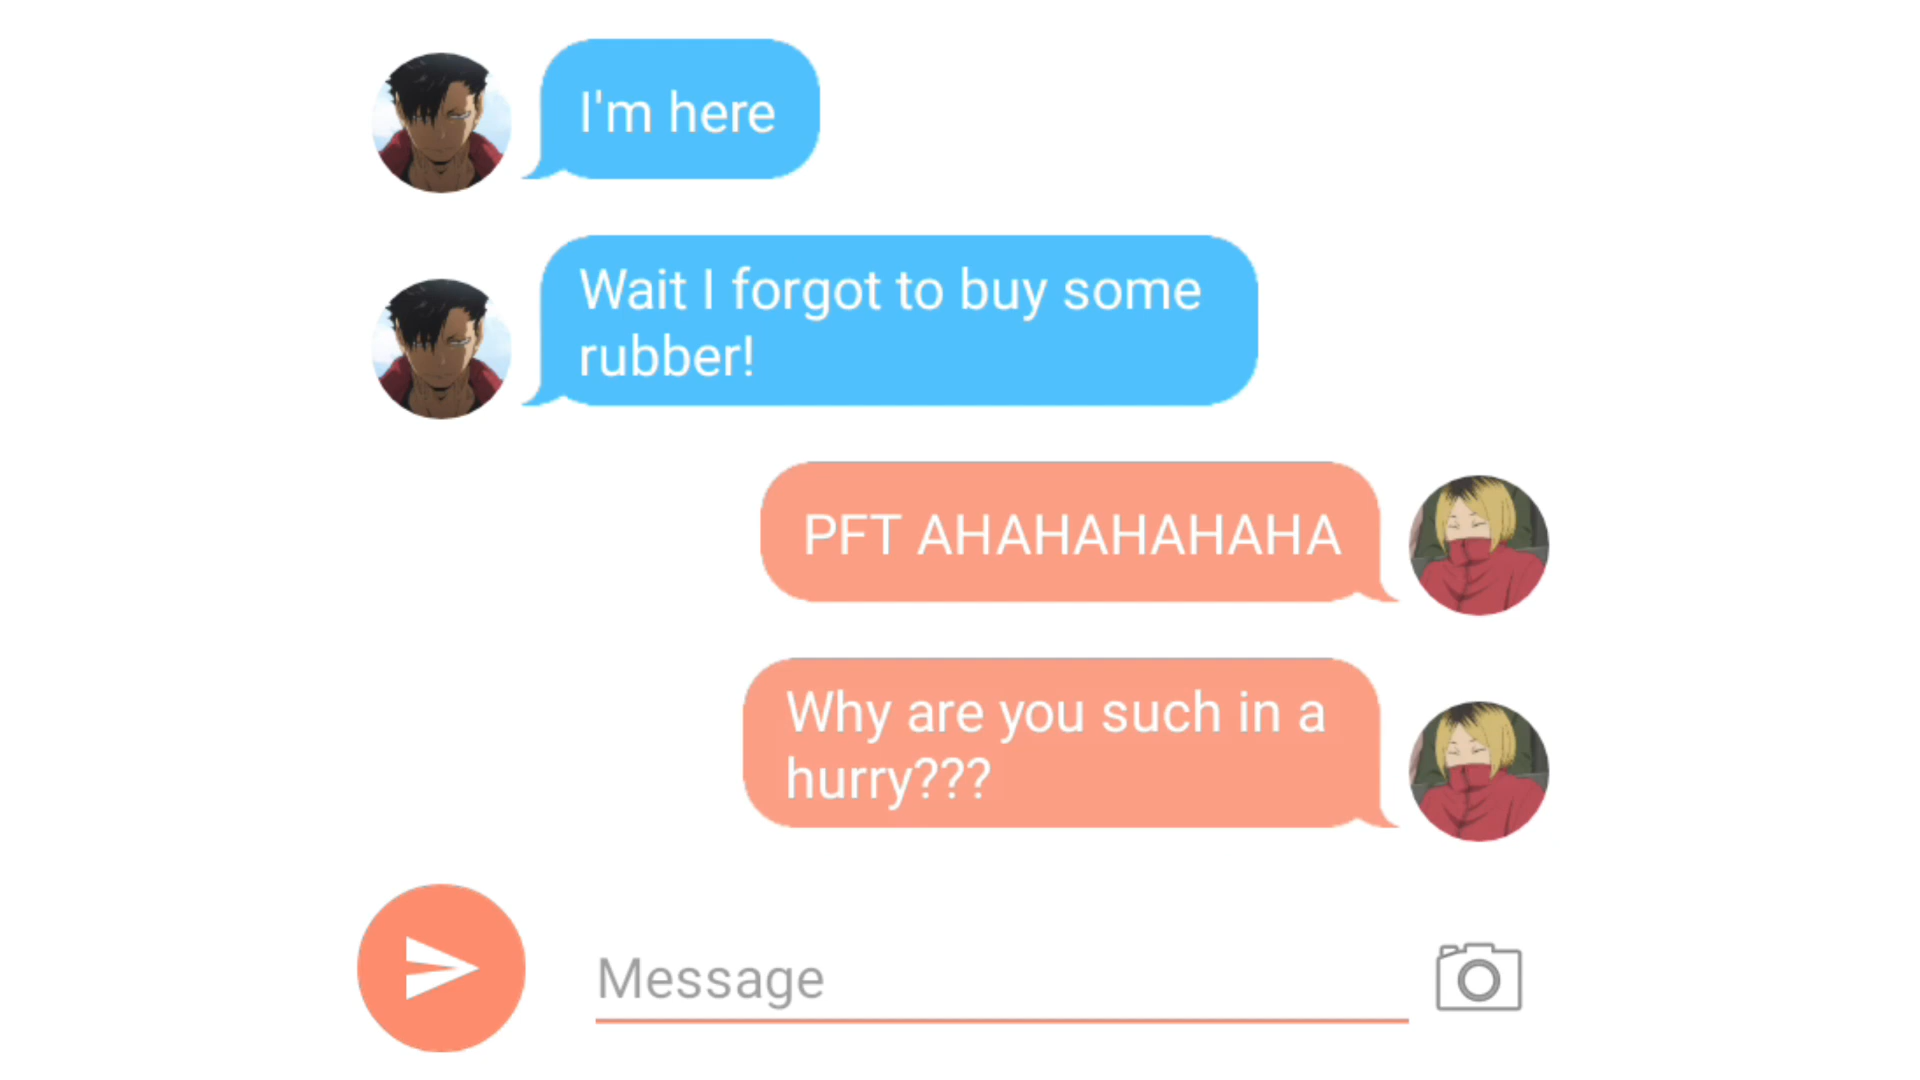 I'm here
Wait I forgot to buy some
rubber!
PFT AHAHAHAHAHA
Why are you such in a
hurry???
Message